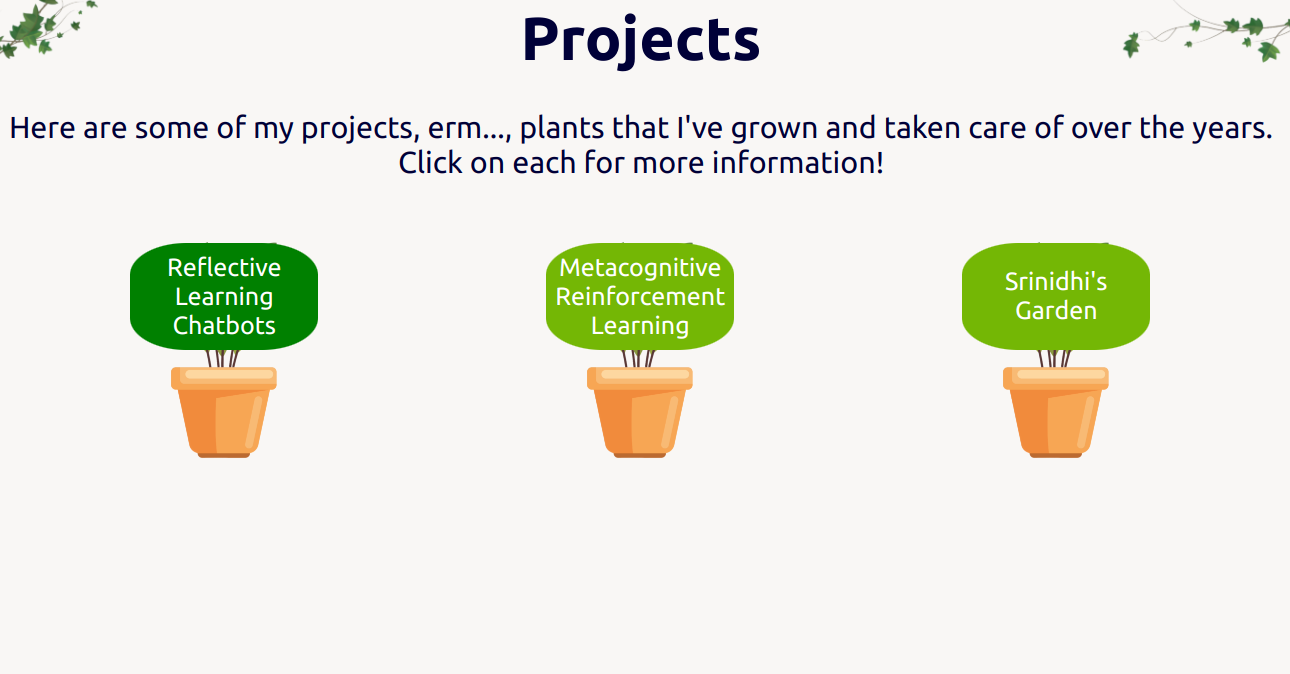 Projects
Here are some of my projects, erm..., plants that I've grown and taken care of over the years.
Click on each for more information!
Reflective
Learning
Chatbots
Metacognitive
Reinforcement
Learning
Srinidhi's
Garden